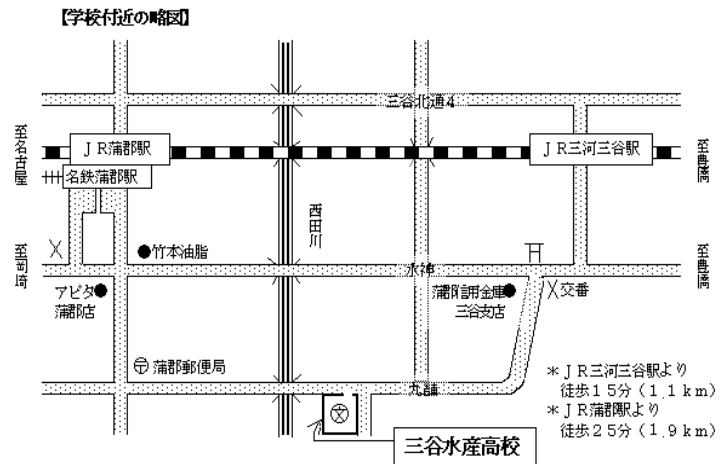 【学校付近の略図】
三谷北通4
至名古屋
ＪＲ蒲郡駅
ＪＲ三河三谷駅
至豊橋
名鉄蒲郡駅
西田川
竹本油脂
至岡崎
水神
至豊橋
アピタ
蒲郡店
蒲郡信用金庫
三谷支店
交番
〒蒲郡郵便局
九舗
文
三谷水産高校
＊ＪＲ三河三谷駅より
徒歩１５分（１.１ｋｍ）
＊ＪＲ蒲郡駅より
徒歩２５分（１.９ｋｍ）